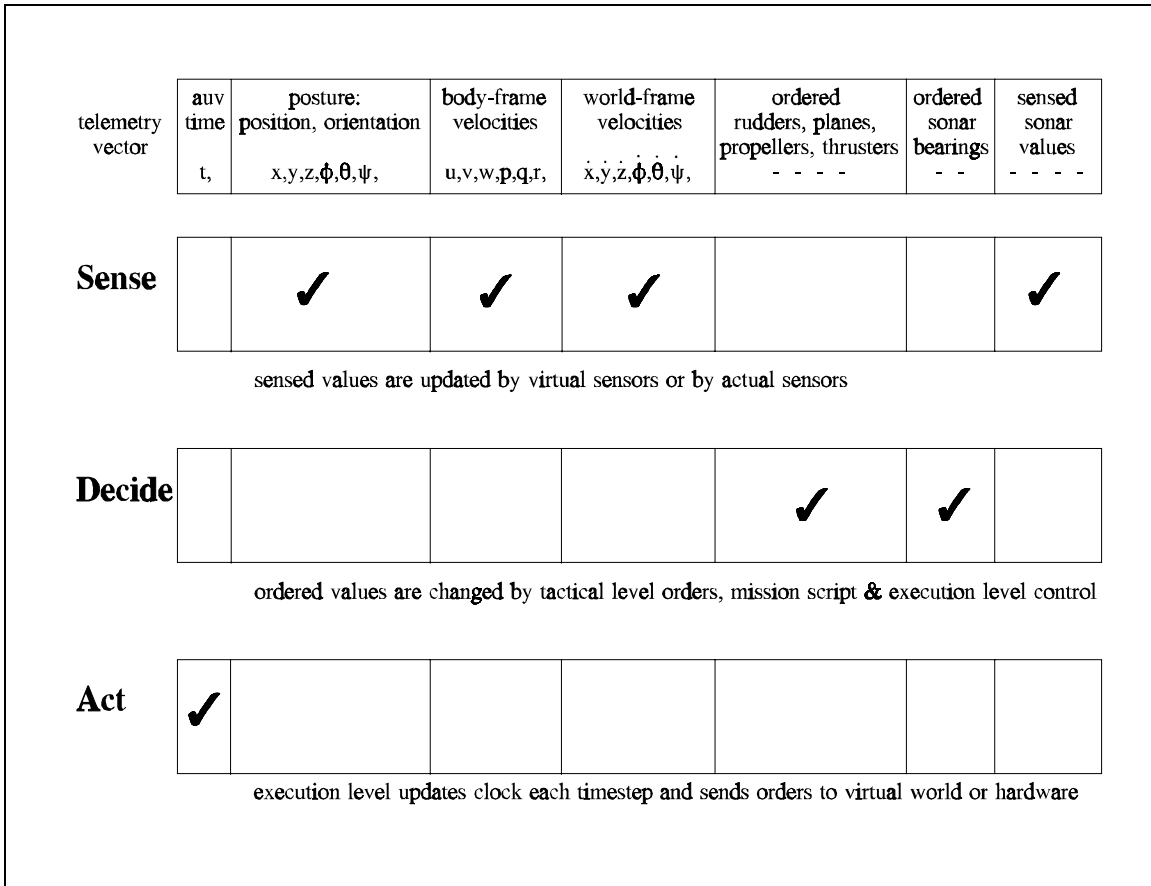 telemetry
vector
auv
time
t,
posture:
position, orientation
x,y,z,ϕ,θ,ψ,
body-frame
velocities
u,v,w,p,q,r,
world-frame
velocities
ẋ,ẏ,ż,ϕ̇,θ̇,ψ̇,
ordered
rudders, planes,
propellers, thrusters
- - - -
ordered
sonar
bearings
- -
sensed
sonar
values
- - - -
Sense
✓ ✓ ✓ ✓
sensed values are updated by virtual sensors or by actual sensors
Decide
✓ ✓
ordered values are changed by tactical level orders, mission script & execution level control
Act
✓
execution level updates clock each timestep and sends orders to virtual world or hardware